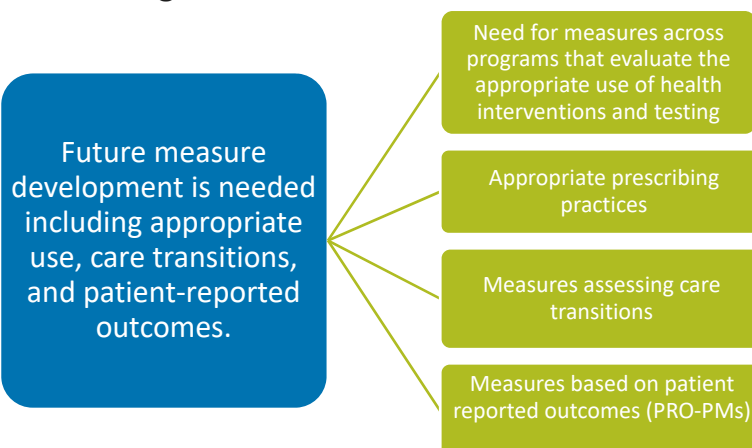 Future measure
development is needed
including appropriate
use, care transitions,
and patient-reported
outcomes.
Need for measures across
programs that evaluate the
appropriate use of health
interventions and testing
Appropriate prescribing
practices
Measures assessing care
transitions
Measures based on patient
reported outcomes (PRO-PMs)